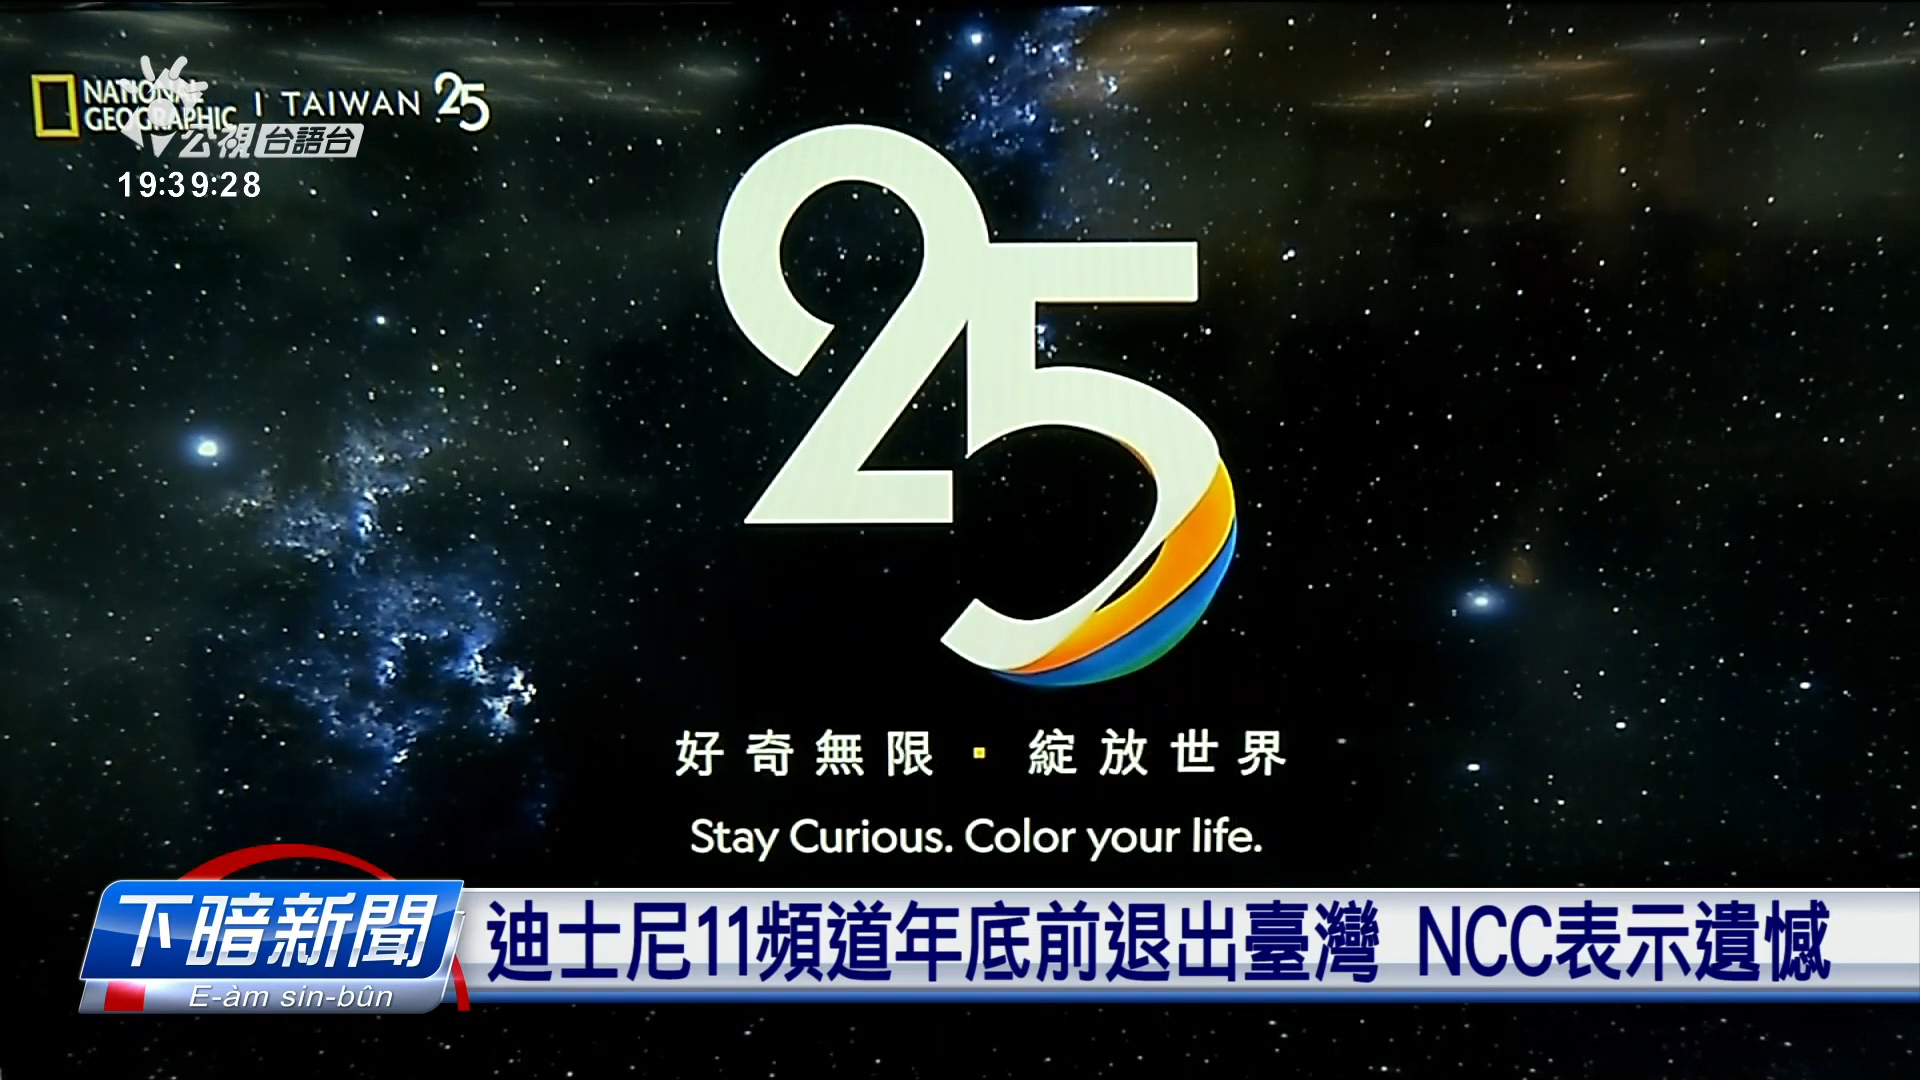 NATIONAL
GEOGRAPHIC | TAIWAN 25
公視 台語台
19:39:28
25
好奇無限・綻放世界
Stay Curious. Color your life.
下暗新聞
E-àm sin-bûn
迪士尼11頻道年底前退出臺灣 NCC表示遺憾